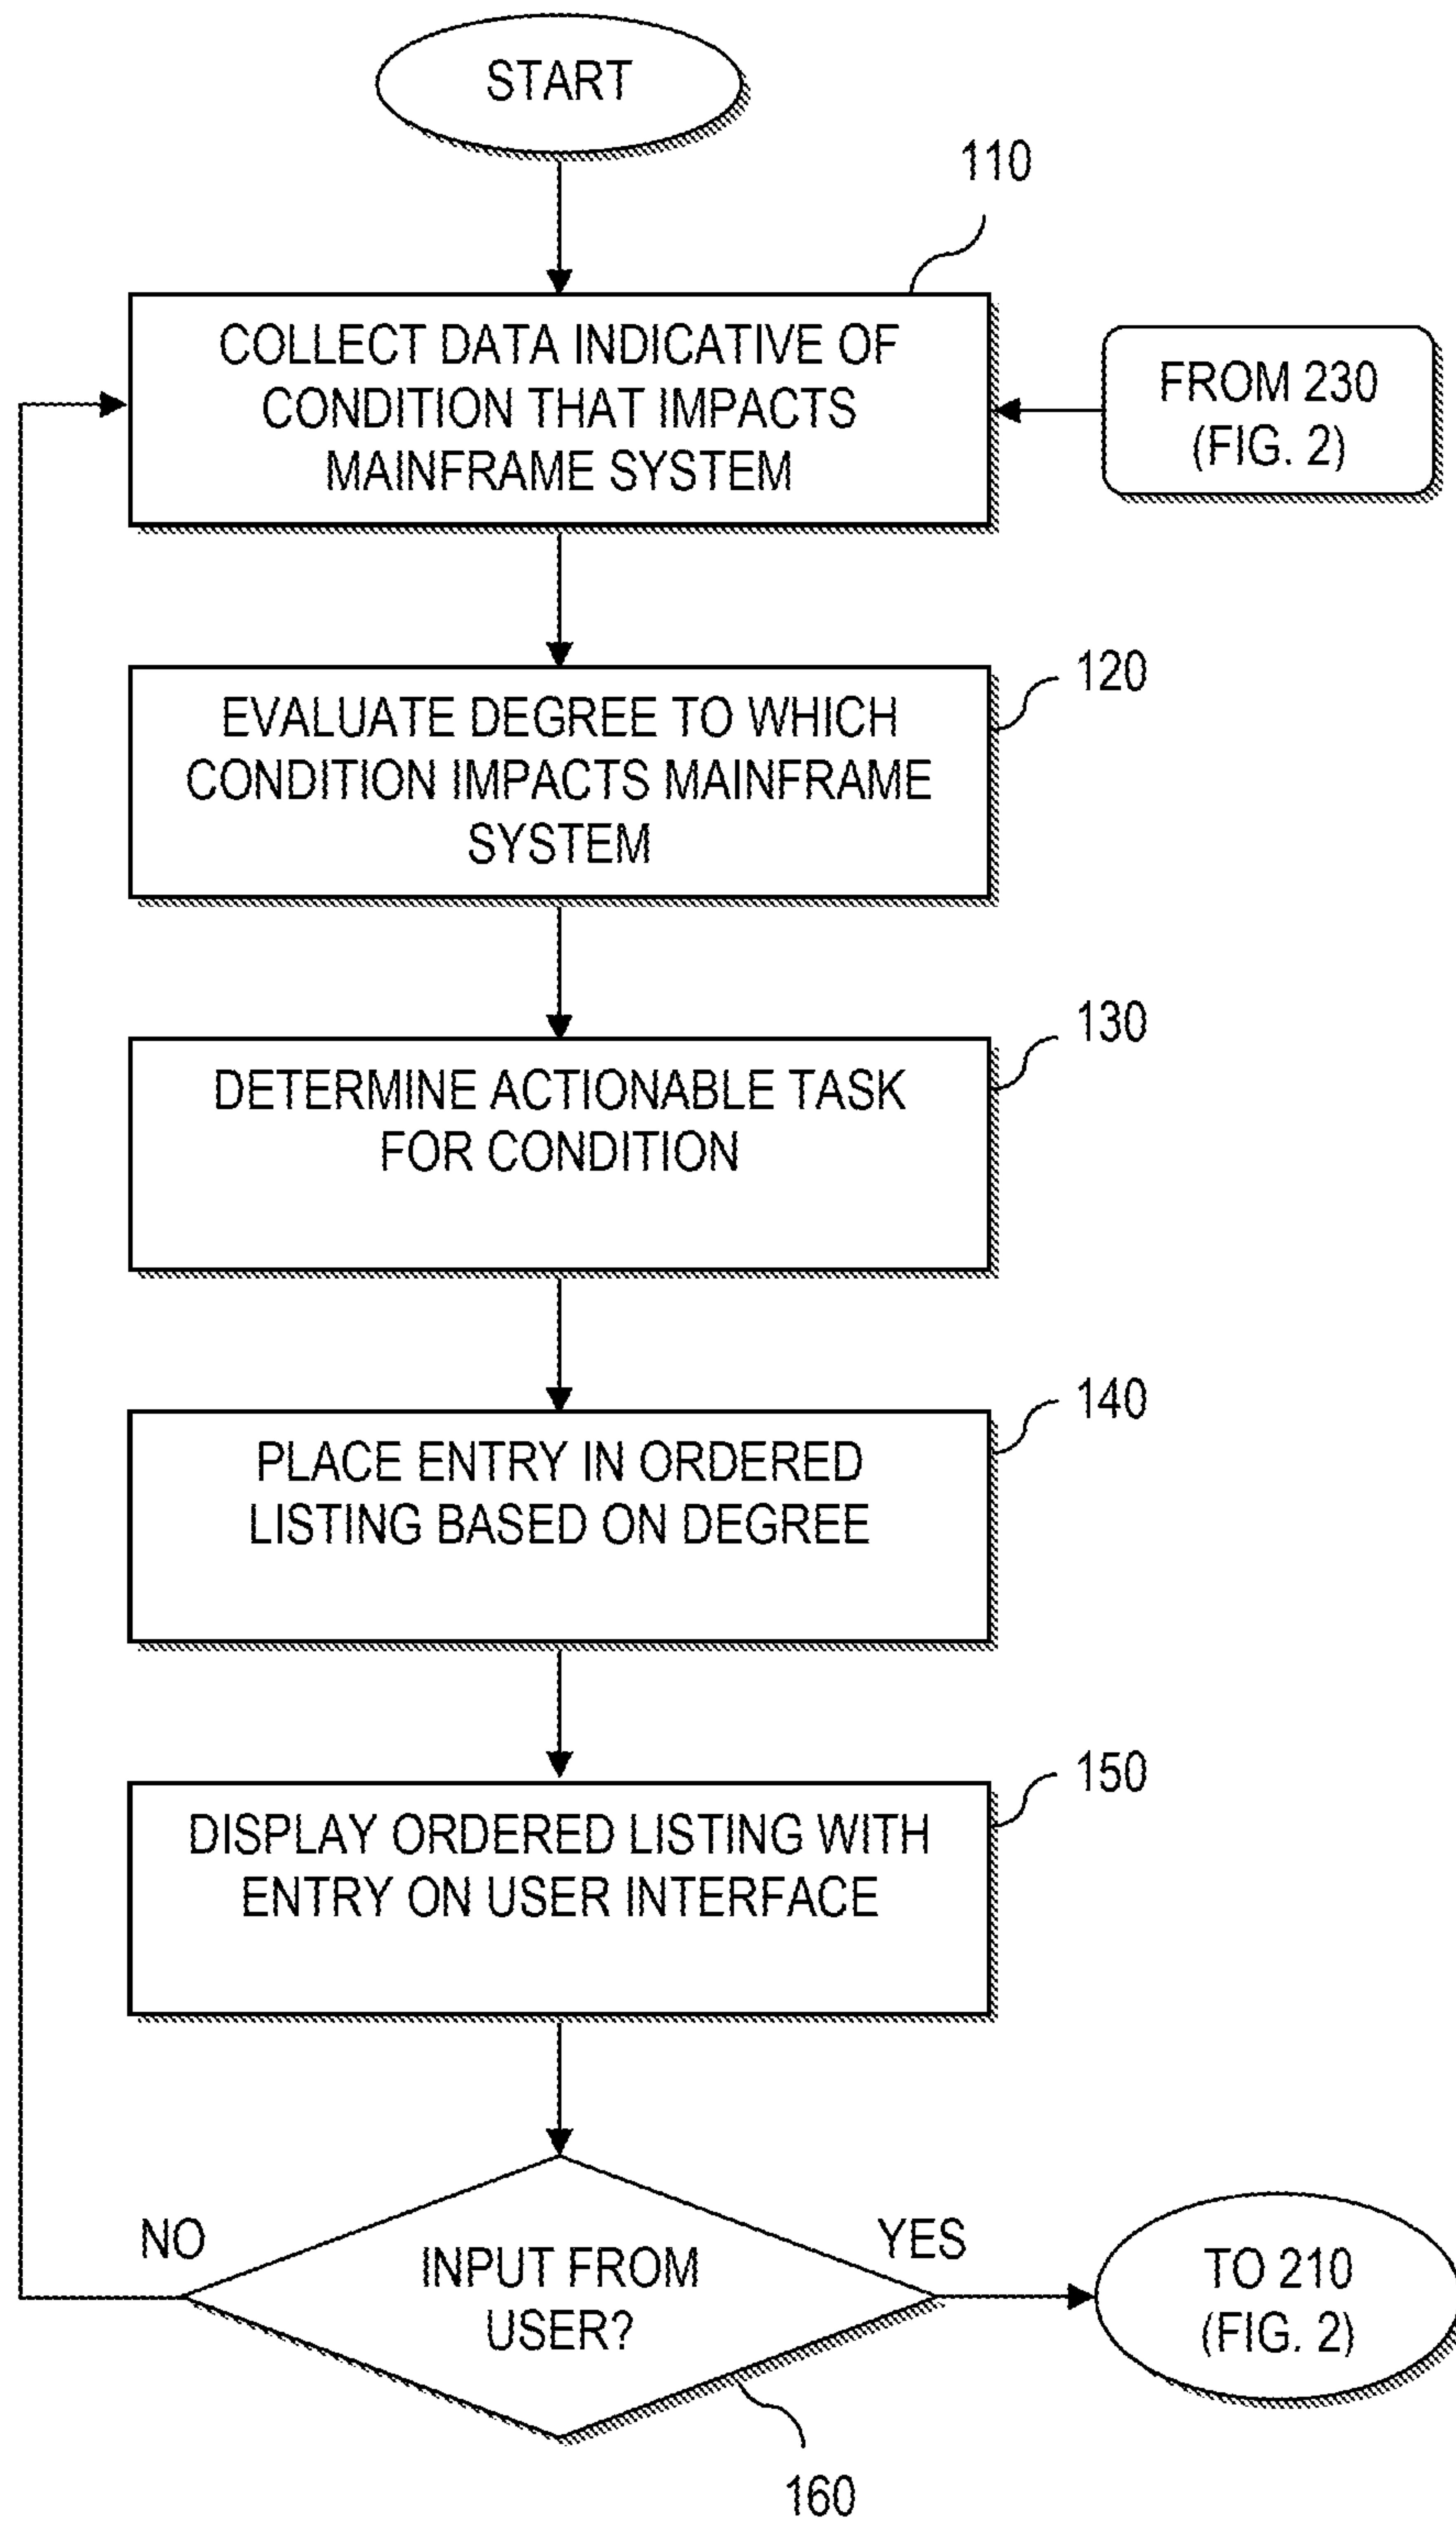 START
110
COLLECT DATA INDICATIVE OF
CONDITION THAT IMPACTS
MAINFRAME SYSTEM
FROM 230
(FIG. 2)
120
EVALUATE DEGREE TO WHICH
CONDITION IMPACTS MAINFRAME
SYSTEM
130
DETERMINE ACTIONABLE TASK
FOR CONDITION
140
PLACE ENTRY IN ORDERED
LISTING BASED ON DEGREE
150
DISPLAY ORDERED LISTING WITH
ENTRY ON USER INTERFACE
NO
YES
INPUT FROM
USER?
TO 210
(FIG. 2)
160